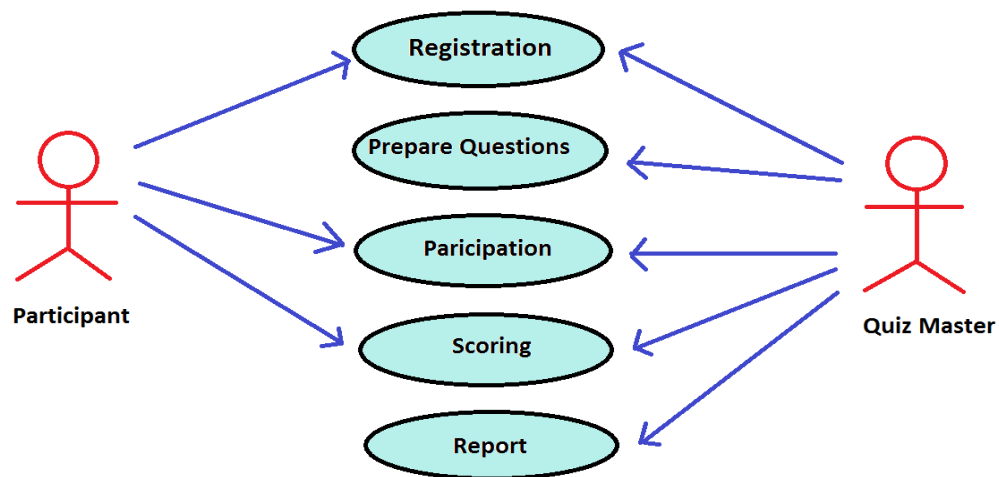 Registration
Prepare Questions
Paricipation
Participant
Quiz Master
Scoring
Report